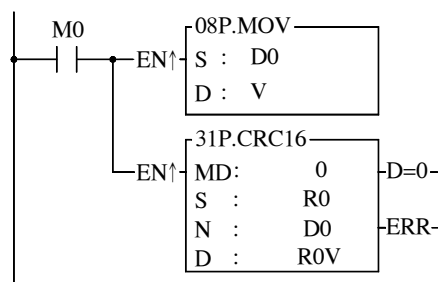 M0
08P.MOV
EN↑ S : D0
D : V
31P.CRC16
EN↑ MD: 0 D=0
S : R0
N : D0 ERR
D : R0V